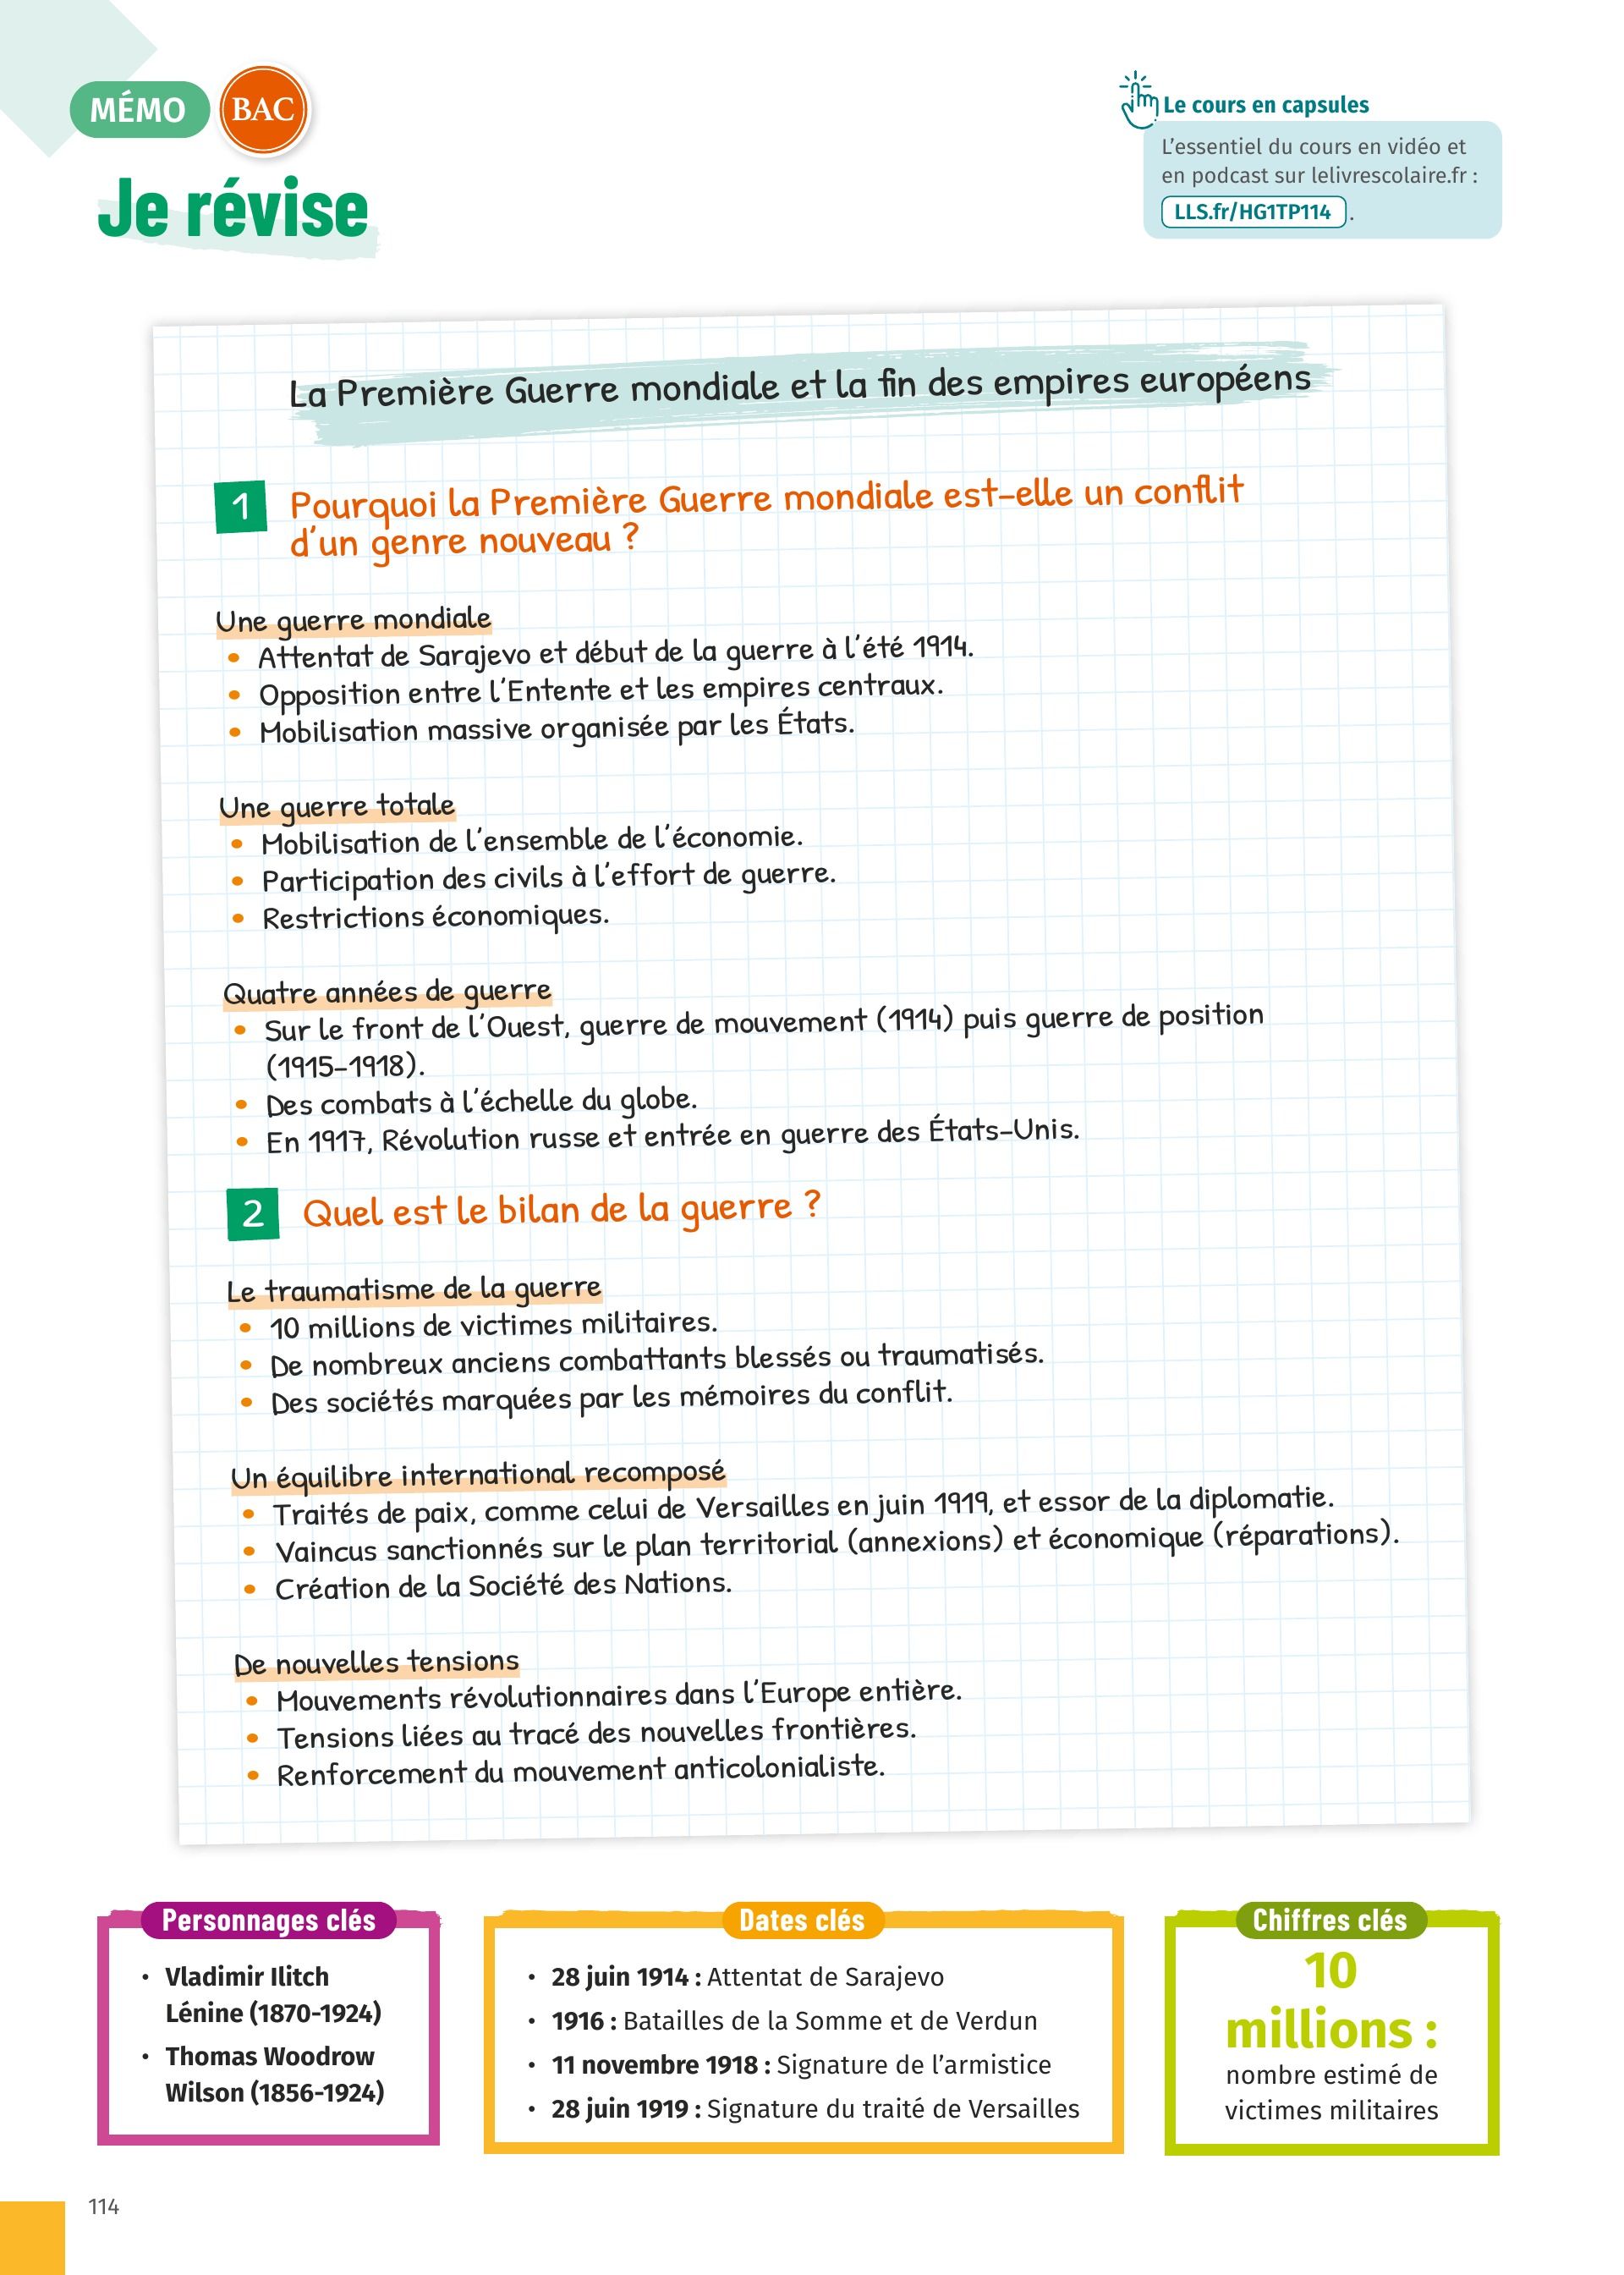 MÉMO
BAC
Je révise
Le cours en capsules
L'essentiel du cours en vidéo et
en podcast sur lelivrescolaire.fr :
LLS.fr/HG1TP114 .
La Première Guerre mondiale et la fin des empires européens
1 Pourquoi la Première Guerre mondiale est-elle un conflit
d'un genre nouveau ?
Une guerre mondiale
• Attentat de Sarajevo et début de la guerre à l'été 1914.
• Opposition entre l'Entente et les empires centraux.
• Mobilisation massive organisée par les États.
Une guerre totale
• Mobilisation de l'ensemble de l'économie.
• Participation des civils à l'effort de guerre.
• Restrictions économiques.
Quatre années de guerre
• Sur le front de l'Ouest, guerre de mouvement (1914) puis guerre de position
(1915-1918).
• Des combats à l'échelle du globe.
• En 1917, Révolution russe et entrée en guerre des États-Unis.
2 Quel est le bilan de la guerre ?
Le traumatisme de la guerre
• 10 millions de victimes militaires.
• De nombreux anciens combattants blessés ou traumatisés.
• Des sociétés marquées par les mémoires du conflit.
Un équilibre international recomposé
• Traités de paix, comme celui de Versailles en juin 1919, et essor de la diplomatie.
• Vaincus sanctionnés sur le plan territorial (annexions) et économique (réparations).
• Création de la Société des Nations.
De nouvelles tensions
• Mouvements révolutionnaires dans l'Europe entière.
• Tensions liées au tracé des nouvelles frontières.
• Renforcement du mouvement anticolonialiste.
Personnages clés
• Vladimir Ilitch
Lénine (1870-1924)
• Thomas Woodrow
Wilson (1856-1924)
Dates clés
• 28 juin 1914 : Attentat de Sarajevo
• 1916 : Batailles de la Somme et de Verdun
• 11 novembre 1918 : Signature de l'armistice
• 28 juin 1919 : Signature du traité de Versailles
Chiffres clés
10
millions :
nombre estimé de
victimes militaires
114